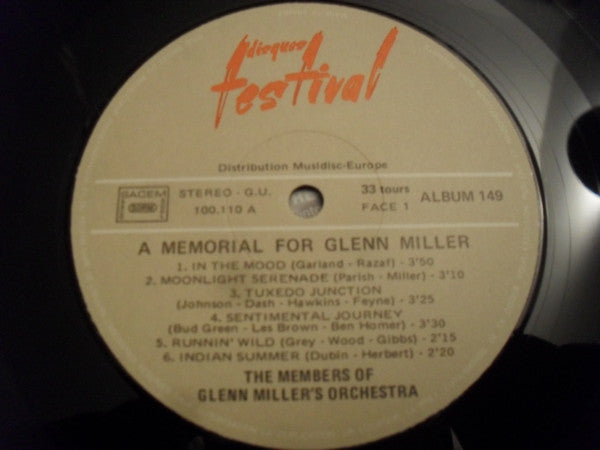 disques
festival
Distribution Musidisc-Europe
SACEM STEREO - G.U. 33 tours ALBUM 149
100.110 A FACE 1
A MEMORIAL FOR GLENN MILLER
1. IN THE MOOD (Garland - Razaf) - 3'50
2. MOONLIGHT SERENADE (Parish - Miller) - 3'10
3. TUXEDO JUNCTION
(Johnson - Dash - Hawkins - Feyne) - 3'25
4. SENTIMENTAL JOURNEY
(Bud Green - Les Brown - Ben Homer) - 3'30
5. RUNNIN' WILD (Grey - Wood - Gibbs) - 2'15
6. INDIAN SUMMER (Dubin - Herbert) - 2'20
THE MEMBERS OF
GLENN MILLER'S ORCHESTRA